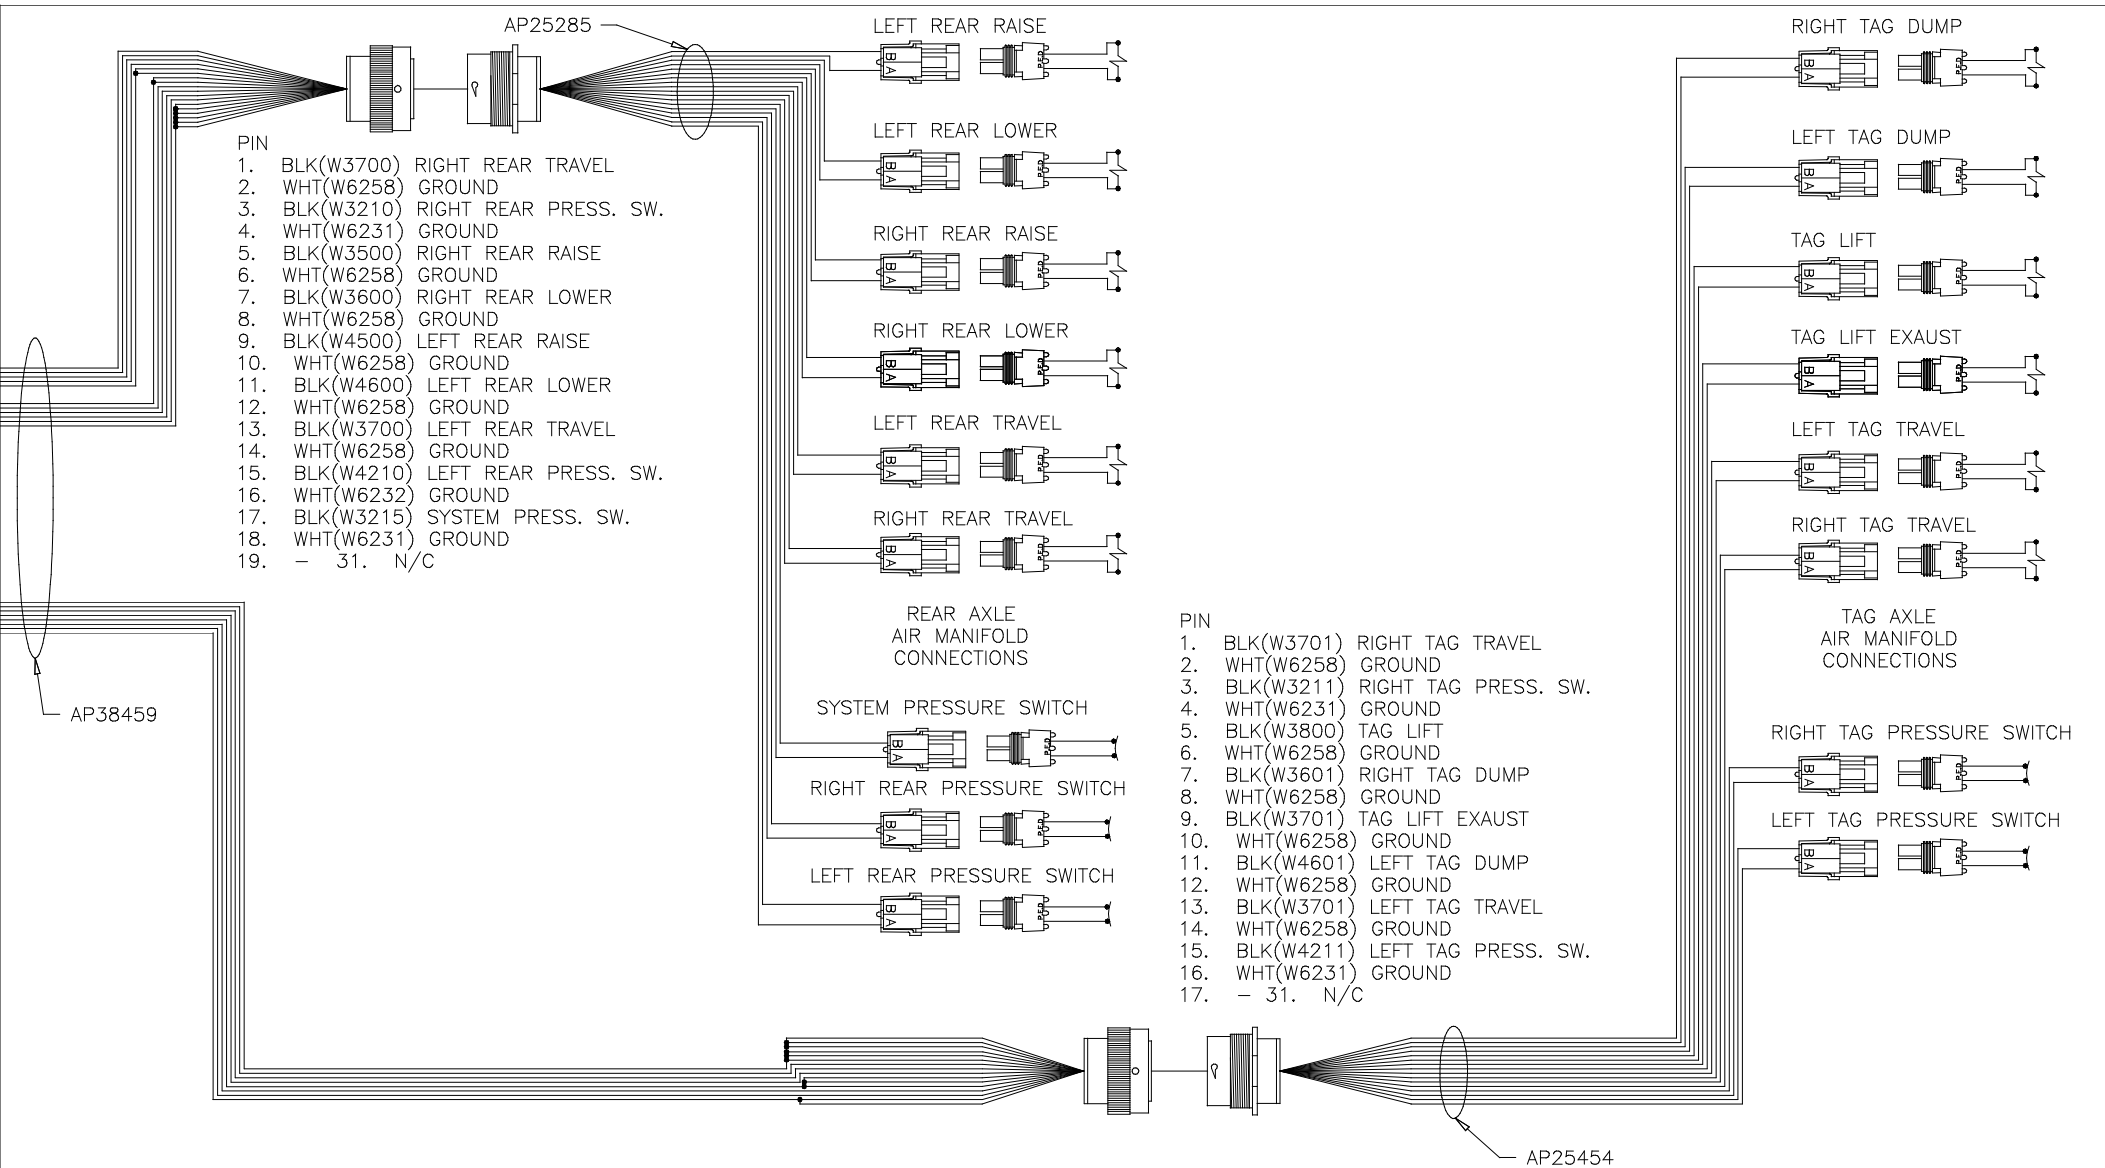 AP25285
LEFT REAR RAISE
B A
LEFT REAR LOWER
B A
RIGHT REAR RAISE
B A
RIGHT REAR LOWER
B A
LEFT REAR TRAVEL
B A
RIGHT REAR TRAVEL
B A
REAR AXLE
AIR MANIFOLD
CONNECTIONS
SYSTEM PRESSURE SWITCH
B A
RIGHT REAR PRESSURE SWITCH
B A
LEFT REAR PRESSURE SWITCH
B A
PIN
1. BLK(W3700) RIGHT REAR TRAVEL
2. WHT(W6258) GROUND
3. BLK(W3210) RIGHT REAR PRESS. SW.
4. WHT(W6231) GROUND
5. BLK(W3500) RIGHT REAR RAISE
6. WHT(W6258) GROUND
7. BLK(W3600) RIGHT REAR LOWER
8. WHT(W6258) GROUND
9. BLK(W4500) LEFT REAR RAISE
10. WHT(W6258) GROUND
11. BLK(W4600) LEFT REAR LOWER
12. WHT(W6258) GROUND
13. BLK(W3700) LEFT REAR TRAVEL
14. WHT(W6258) GROUND
15. BLK(W4210) LEFT REAR PRESS. SW.
16. WHT(W6232) GROUND
17. BLK(W3215) SYSTEM PRESS. SW.
18. WHT(W6231) GROUND
19. – 31. N/C
AP38459
PIN
1. BLK(W3701) RIGHT TAG TRAVEL
2. WHT(W6258) GROUND
3. BLK(W3211) RIGHT TAG PRESS. SW.
4. WHT(W6231) GROUND
5. BLK(W3800) TAG LIFT
6. WHT(W6258) GROUND
7. BLK(W3601) RIGHT TAG DUMP
8. WHT(W6258) GROUND
9. BLK(W3701) TAG LIFT EXAUST
10. WHT(W6258) GROUND
11. BLK(W4601) LEFT TAG DUMP
12. WHT(W6258) GROUND
13. BLK(W3701) LEFT TAG TRAVEL
14. WHT(W6258) GROUND
15. BLK(W4211) LEFT TAG PRESS. SW.
16. WHT(W6231) GROUND
17. – 31. N/C
RIGHT TAG DUMP
B A
LEFT TAG DUMP
B A
TAG LIFT
B A
TAG LIFT EXAUST
B A
LEFT TAG TRAVEL
B A
RIGHT TAG TRAVEL
B A
TAG AXLE
AIR MANIFOLD
CONNECTIONS
RIGHT TAG PRESSURE SWITCH
B A
LEFT TAG PRESSURE SWITCH
B A
AP25454